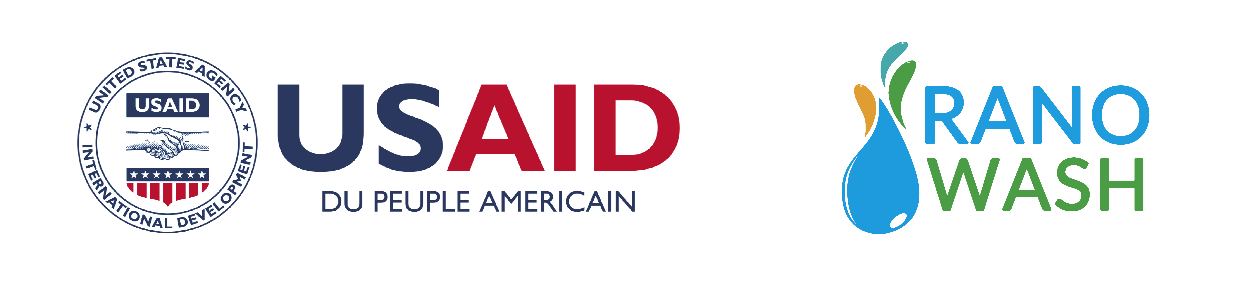 UNITED STATES AGENCY
USAID
INTERNATIONAL DEVELOPMENT
USAID
DU PEUPLE AMERICAIN
RANO
WASH